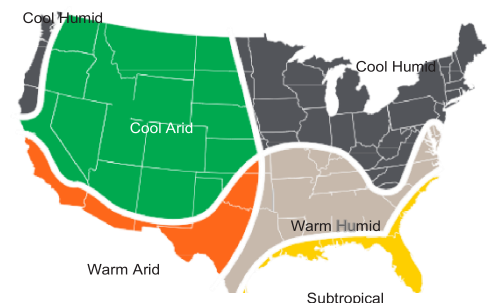 Cool Humid
Cool Humid
Cool Arid
Warm Humid
Warm Arid
Subtropical